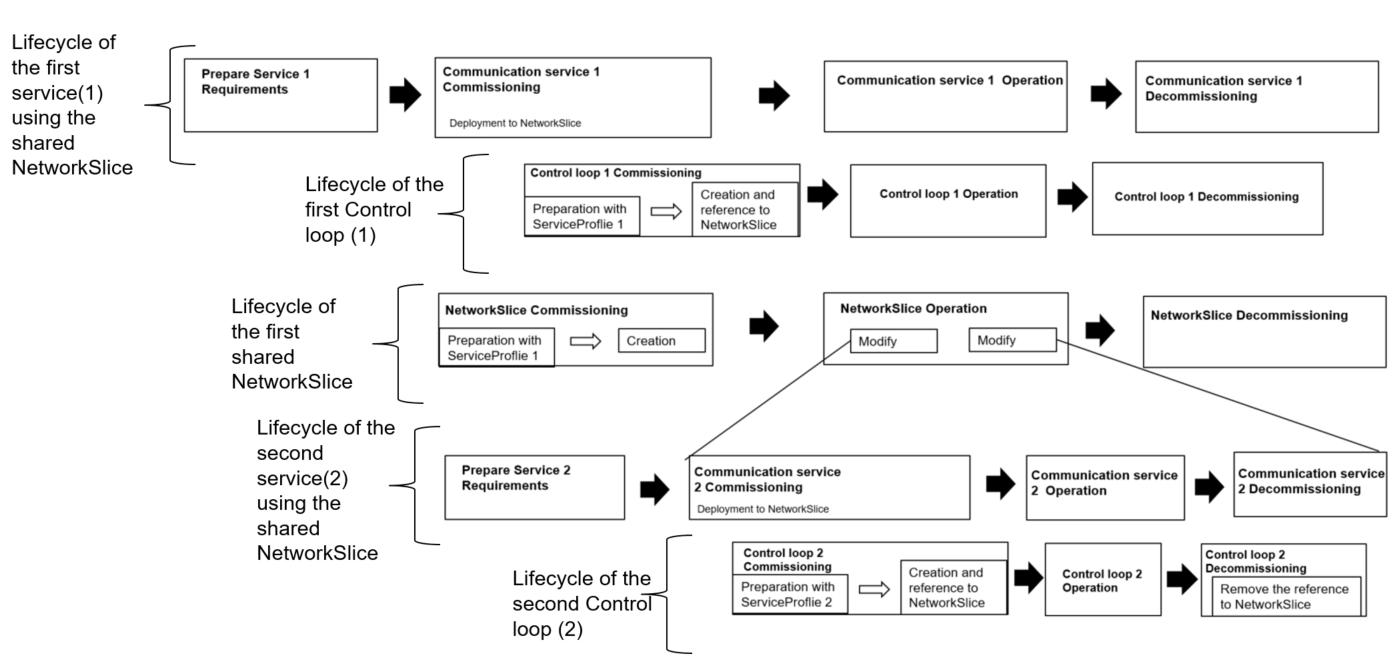 Lifecycle of
the first
service(1)
using the
shared
NetworkSlice
Prepare Service 1
Requirements
Communication service 1
Commissioning
Deployment to NetworkSlice
Communication service 1  Operation
Communication service 1
Decommissioning
Lifecycle of the
first Control
loop (1)
Control loop 1 Commissioning
Preparation with
ServiceProflie 1
Creation and
reference to
NetworkSlice
Control loop 1 Operation
Control loop 1 Decommissioning
Lifecycle of
the first
shared
NetworkSlice
NetworkSlice Commissioning
Preparation with
ServiceProflie 1
Creation
NetworkSlice Operation
Modify
Modify
NetworkSlice Decommissioning
Lifecycle of the
second
service(2)
using the
shared
NetworkSlice
Prepare Service 2
Requirements
Communication service
2 Commissioning
Deployment to NetworkSlice
Communication service
2  Operation
Communication service
2 Decommissioning
Lifecycle of the
second Control
loop (2)
Control loop 2
Commissioning
Preparation with
ServiceProflie 2
Creation and
reference to
NetworkSlice
Control loop 2
Operation
Control loop 2
Decommissioning
Remove the reference
to NetworkSlice